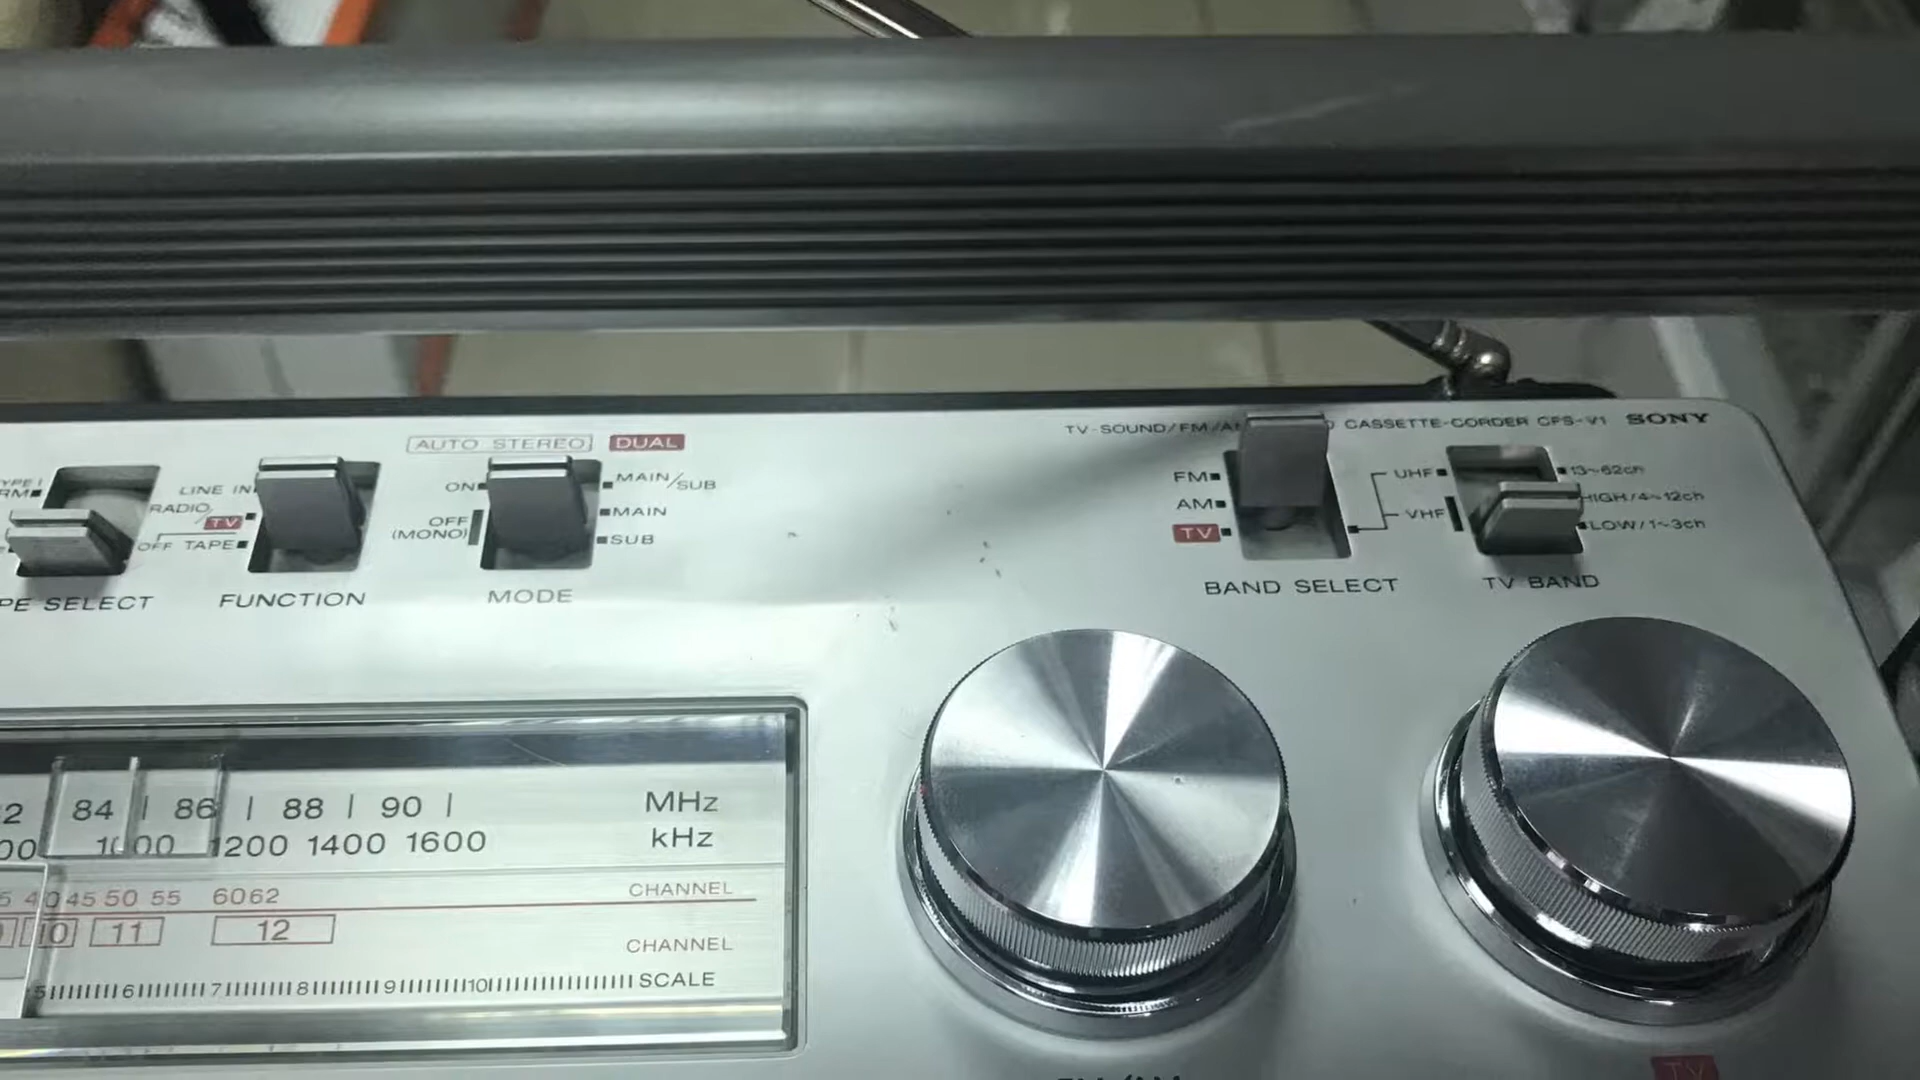 TV-SOUND/FM/A CASSETTE-CORDER CFS-V1 SONY
AUTO STEREO DUAL
LINE IN
RADIO/
TV
OFF TAPE
FUNCTION
ON
OFF
(MONO)
MAIN/SUB
MAIN
SUB
MODE
FM
AM
TV
BAND SELECT
UHF
VHF
13~62ch
HIGH/4~12ch
LOW/1~3ch
TV BAND
SELECT
84 86 88 90 MHz
1000 1200 1400 1600 kHz
40 45 50 55 60 62 CHANNEL
10 11 12 CHANNEL
5 6 7 8 9 10 SCALE
TV